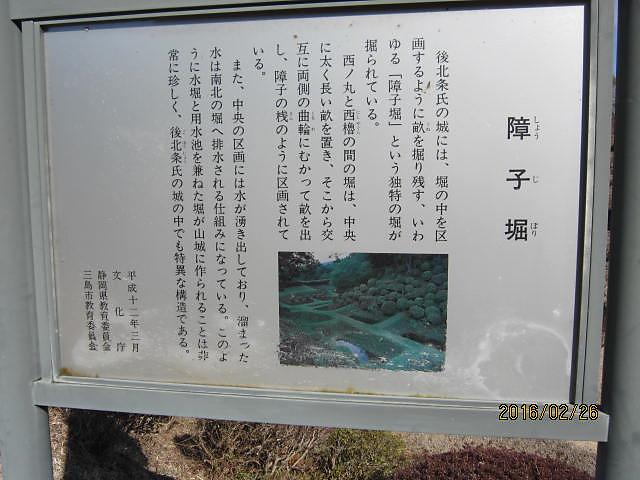 障子堀
しょうじぼり
後北条氏の城には、堀の中を区
画するように畝を掘り残す、いわ
ゆる「障子堀」という独特の堀が
掘られている。
西ノ丸と西櫓の間の堀は、中央
に太く長い畝を置き、そこから交
互に両側の曲輪にむかって畝を出
し、障子の桟のように区画されて
いる。
また、中央の区画には水が湧き出しており、溜まった
水は南北の堀へ排水される仕組みになっている。このよ
うに水堀と用水池を兼ねた堀が山城に作られることは非
常に珍しく、後北条氏の城の中でも特異な構造である。
平成十二年三月
文化庁
静岡県教育委員会
三島市教育委員会
2016/02/26